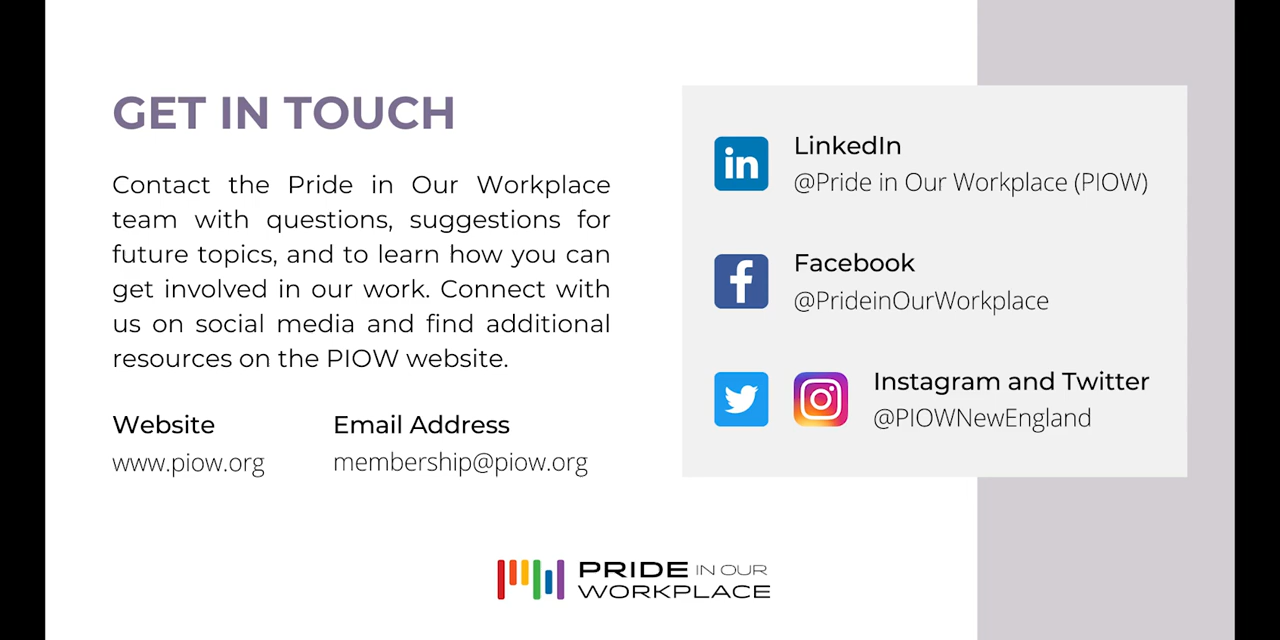 GET IN TOUCH
Contact the Pride in Our Workplace
team with questions, suggestions for
future topics, and to learn how you can
get involved in our work. Connect with
us on social media and find additional
resources on the PIOW website.
Website
www.piow.org
Email Address
membership@piow.org
in
LinkedIn
@Pride in Our Workplace (PIOW)
f
Facebook
@PrideinOurWorkplace
Instagram and Twitter
@PIOWNewEngland
PRIDE IN OUR
WORKPLACE